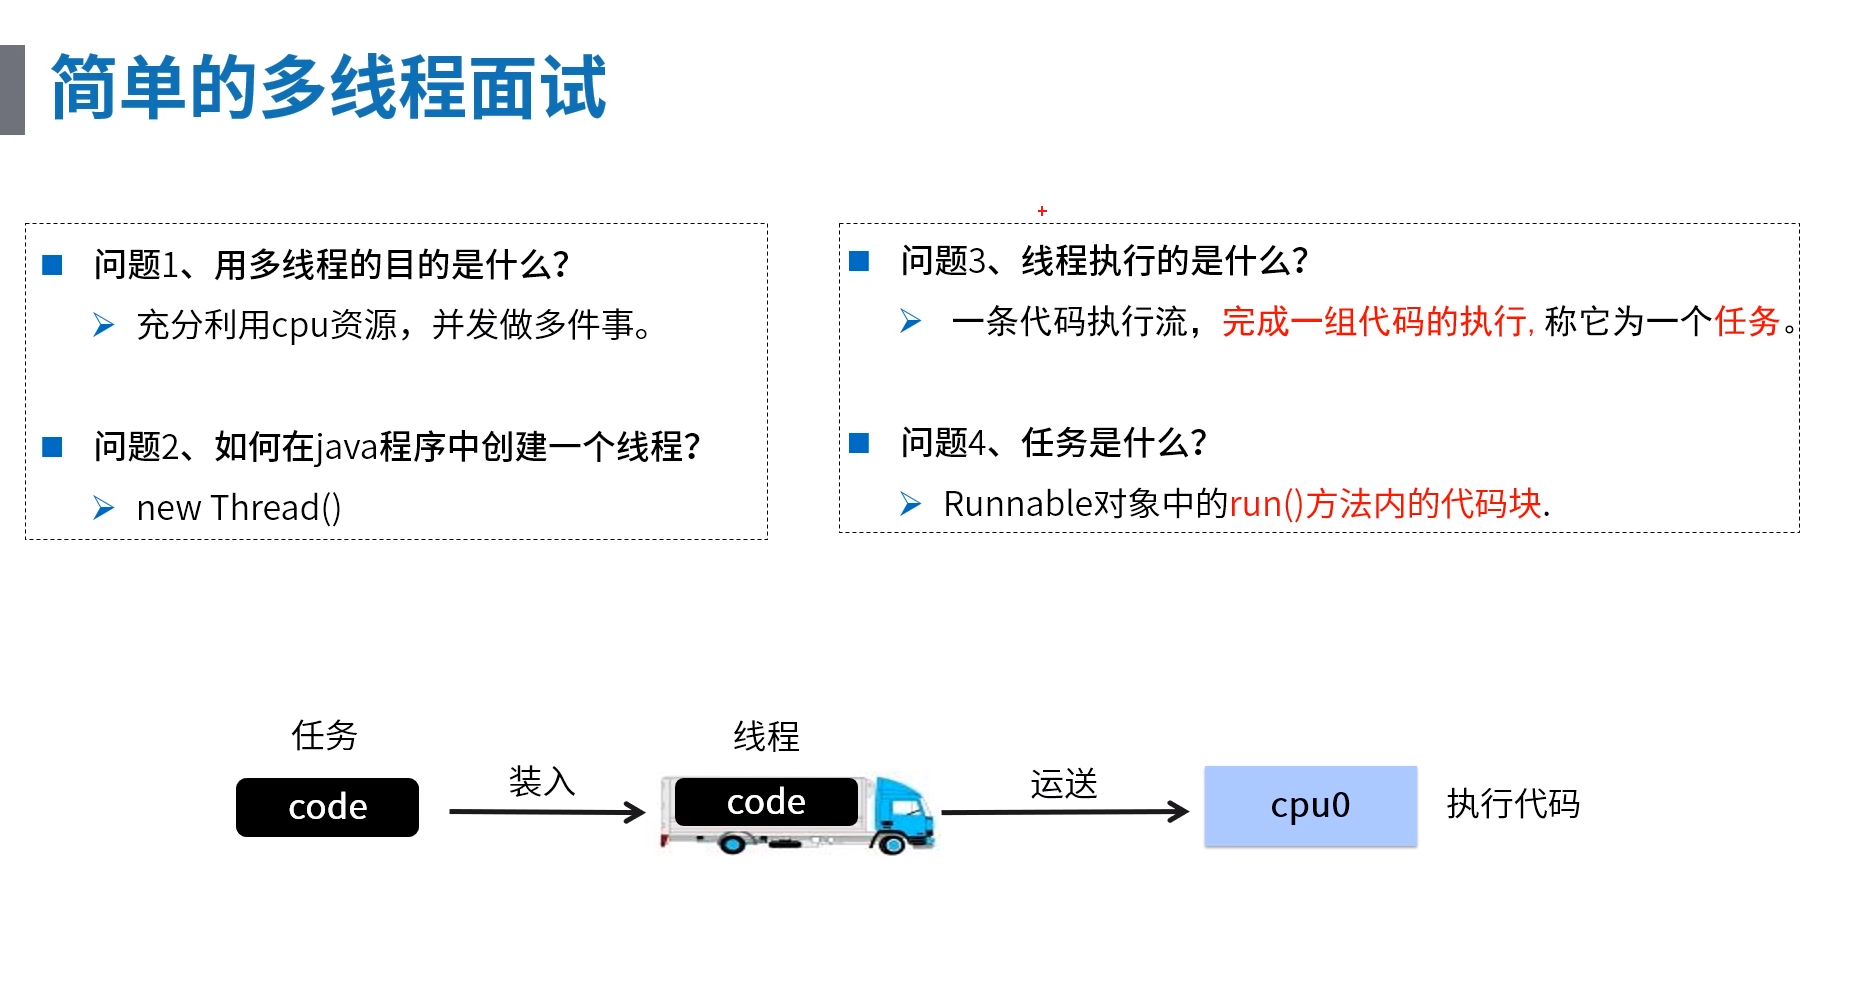 简单的多线程面试
问题1、用多线程的目的是什么?
充分利用cpu资源，并发做多件事。
问题2、如何在java程序中创建一个线程?
new Thread()
问题3、线程执行的是什么?
一条代码执行流，完成一组代码的执行, 称它为一个任务。
问题4、任务是什么?
Runnable对象中的run()方法内的代码块.
任务
code
装入
线程
code
运送
cpu0
执行代码